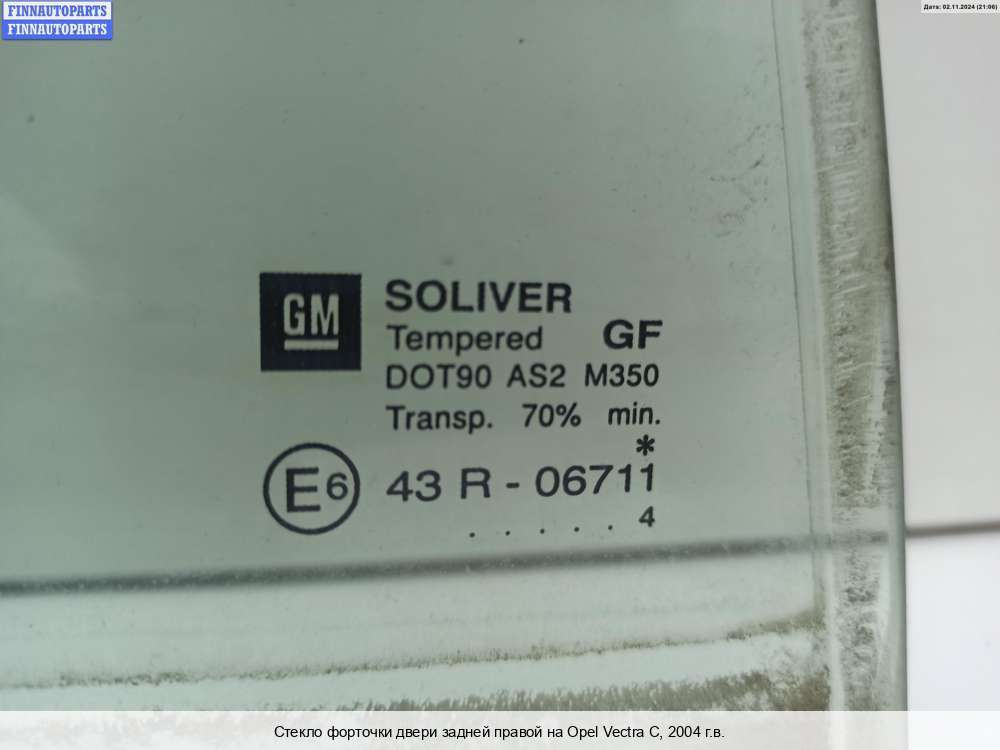 FINNAUTOPARTS
FINNAUTOPARTS
Дата: 02.11.2024 (21:06)
GM
SOLIVER
Tempered GF
DOT90 AS2 M350
Transp. 70% min.
*
E6 43 R - 06711
. . . . . 4
Стекло форточки двери задней правой на Opel Vectra C, 2004 г.в.